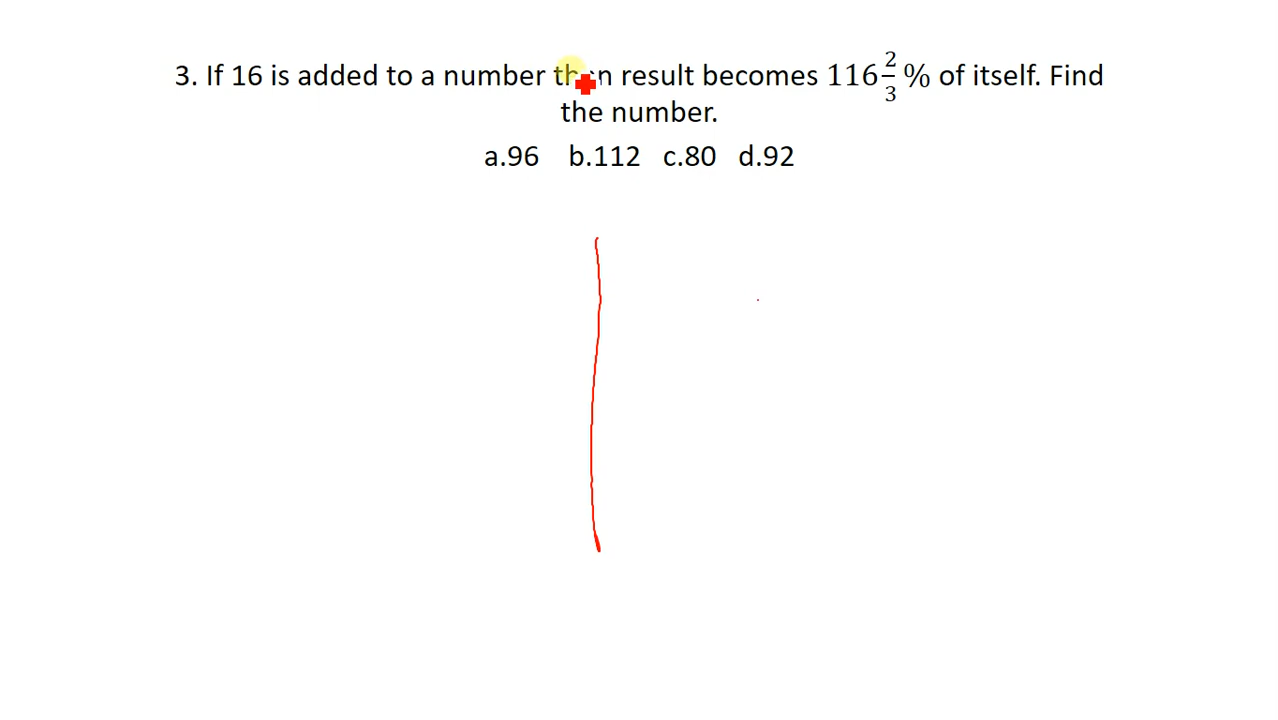 3. If 16 is added to a number then result becomes 116 2/3 % of itself. Find
the number.
a.96 b.112 c.80 d.92